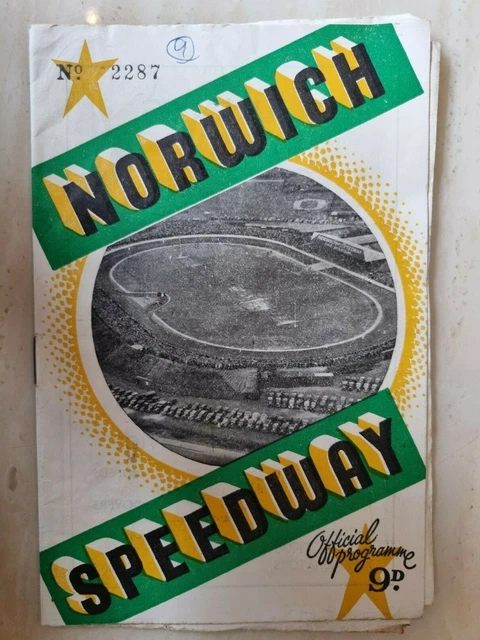 9
No. 2287
NORWICH
SPEEDWAY
Official
programme
9D.